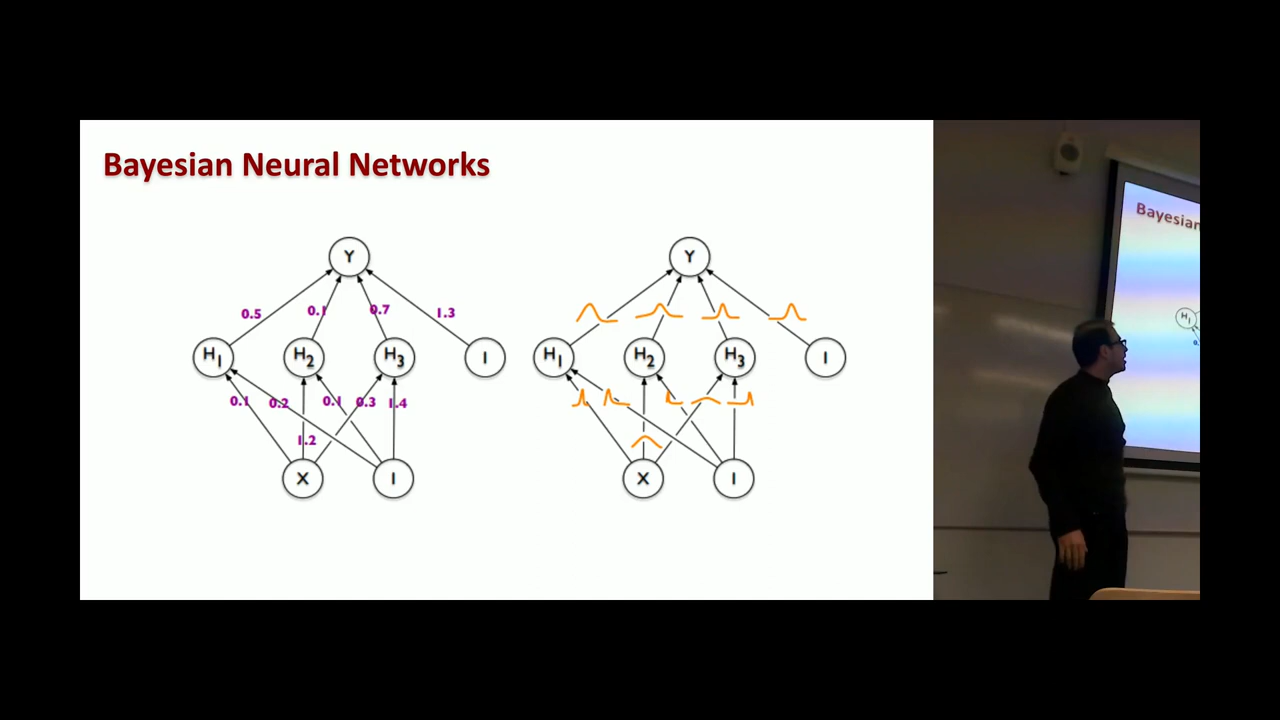 Bayesian Neural Networks
Y
0.5 0.1 0.7 1.3
H1 H2 H3 I
0.1 0.2 0.1 0.3 1.4
1.2
X I
Y
H1 H2 H3 I
X I
Bayesian
H1